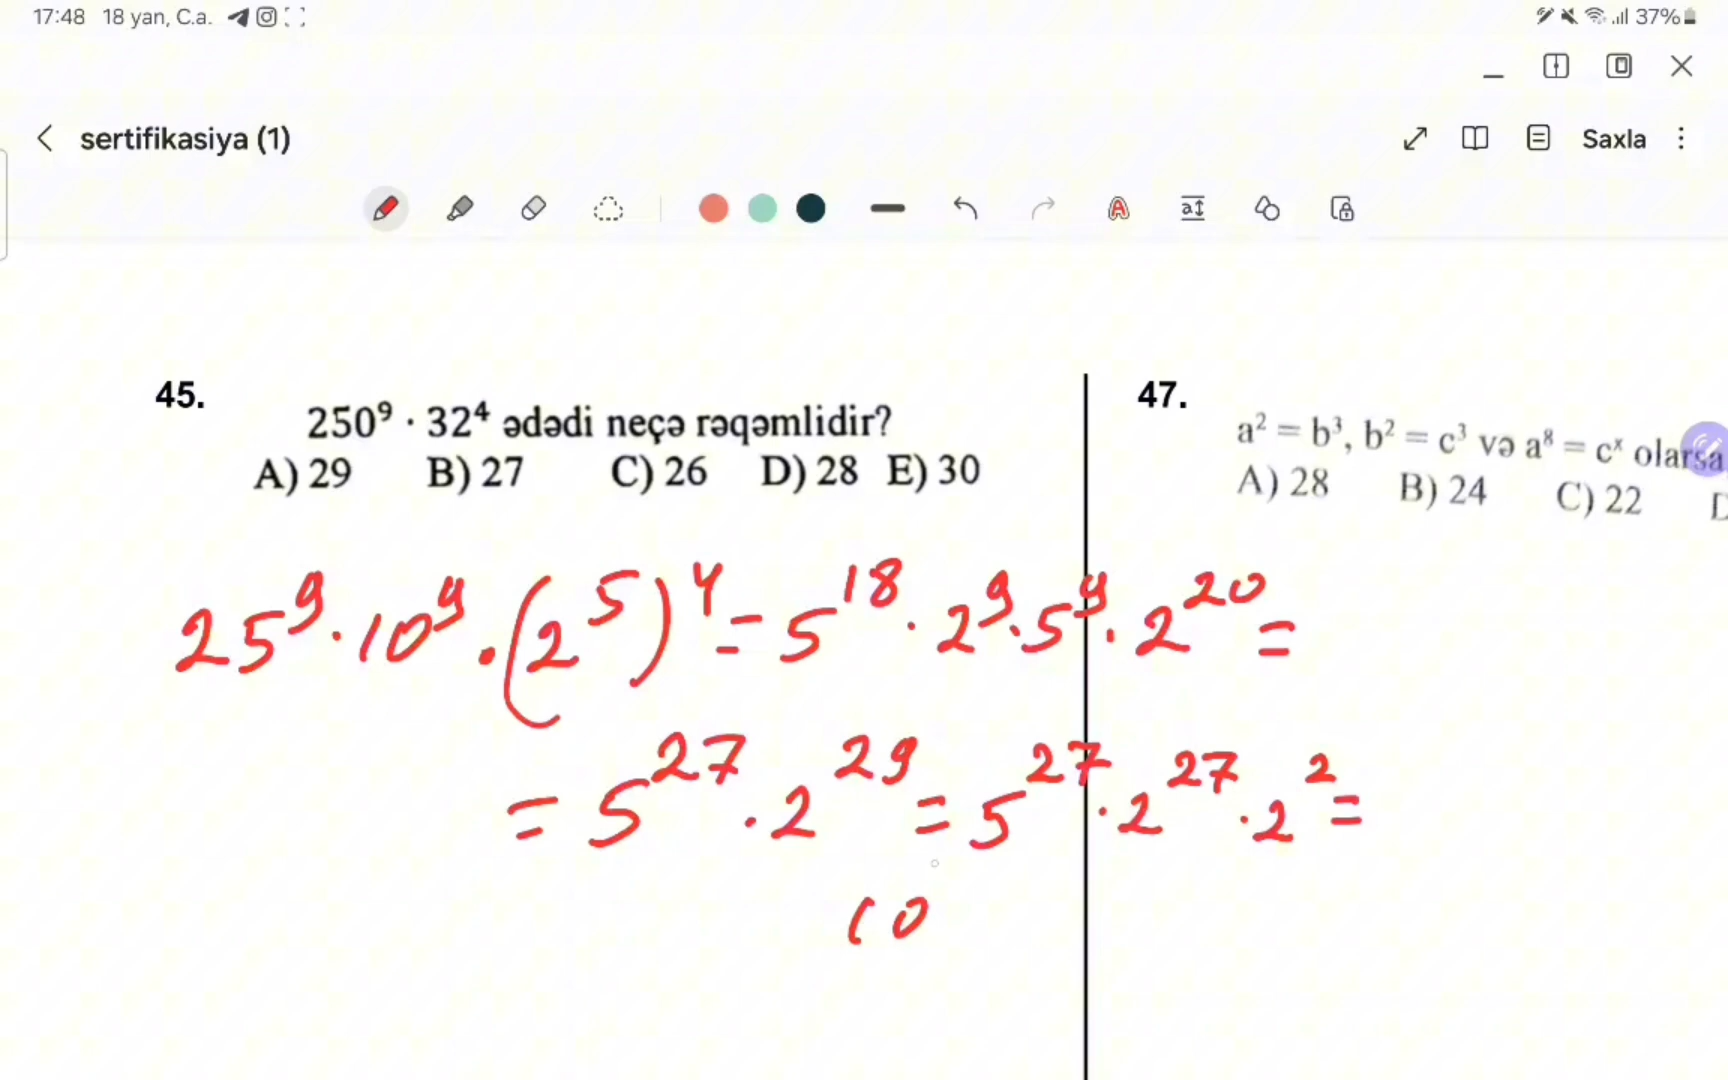 17:48 18 yan, C.a.
37%
sertifikasiya (1)
Saxla
45.
250⁹ · 32⁴ ədədi neçə rəqəmlidir?
A) 29 B) 27 C) 26 D) 28 E) 30
47.
a² = b³, b² = c³ və a⁸ = cˣ olarsa
A) 28 B) 24 C) 22
25⁹ · 10⁹ · (2⁵)⁴ = 5¹⁸ · 2⁹ · 5⁹ · 2²⁰ =
= 5²⁷ · 2²⁹ = 5²⁷ · 2²⁷ · 2² =
10